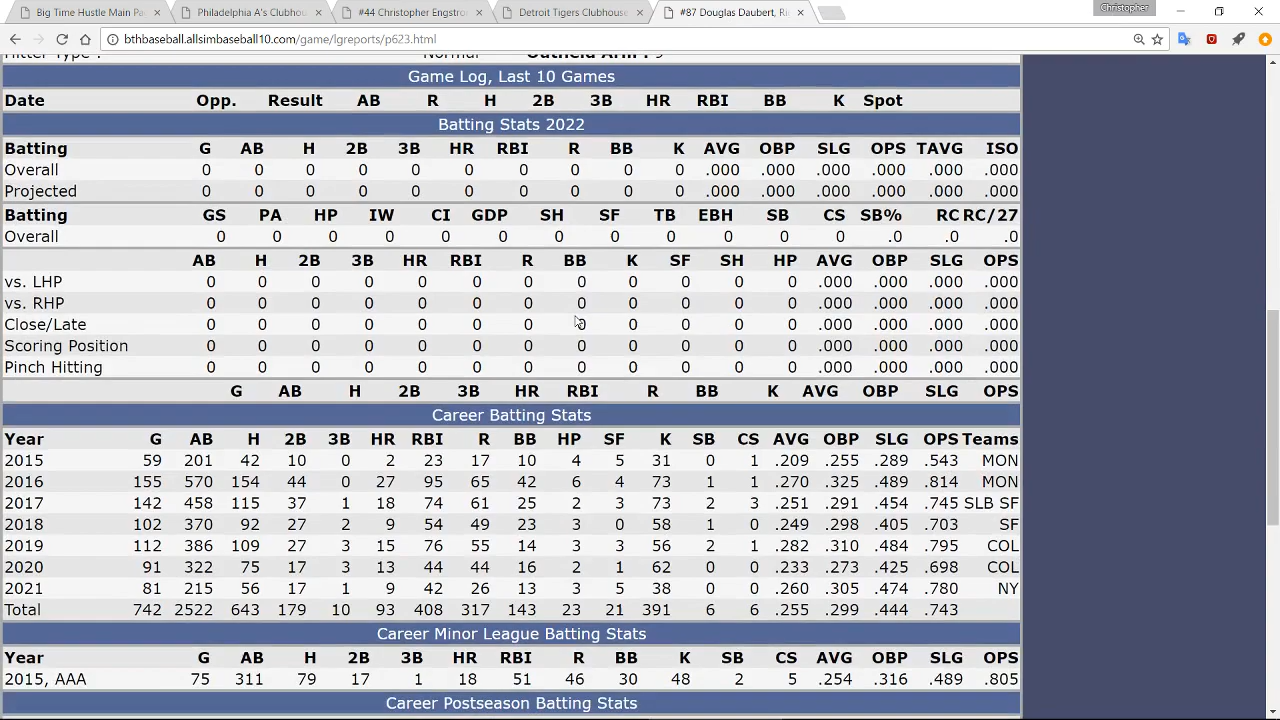 Big Time Hustle Main Pa
Philadelphia A's Clubhou
#44 Christopher Engstro
Detroit Tigers Clubhouse
#87 Douglas Daubert, Ri
Christopher
bthbaseball.allsimbaseball10.com/game/lgreports/p623.html
Game Log, Last 10 Games
Date Opp. Result AB R H 2B 3B HR RBI BB K Spot
Batting Stats 2022
Batting G AB H 2B 3B HR RBI R BB K AVG OBP SLG OPS TAVG ISO
Overall 0 0 0 0 0 0 0 0 0 0 .000 .000 .000 .000 .000 .000
Projected 0 0 0 0 0 0 0 0 0 0 .000 .000 .000 .000 .000 .000
Batting GS PA HP IW CI GDP SH SF TB EBH SB CS SB% RC RC/27
Overall 0 0 0 0 0 0 0 0 0 0 0 0 .0 .0 .0
AB H 2B 3B HR RBI R BB K SF SH HP AVG OBP SLG OPS
vs. LHP 0 0 0 0 0 0 0 0 0 0 0 0 .000 .000 .000 .000
vs. RHP 0 0 0 0 0 0 0 0 0 0 0 0 .000 .000 .000 .000
Close/Late 0 0 0 0 0 0 0 0 0 0 0 0 .000 .000 .000 .000
Scoring Position 0 0 0 0 0 0 0 0 0 0 0 0 .000 .000 .000 .000
Pinch Hitting 0 0 0 0 0 0 0 0 0 0 0 0 .000 .000 .000 .000
G AB H 2B 3B HR RBI R BB K AVG OBP SLG OPS
Career Batting Stats
Year G AB H 2B 3B HR RBI R BB HP SF K SB CS AVG OBP SLG OPS Teams
2015 59 201 42 10 0 2 23 17 10 4 5 31 0 1 .209 .255 .289 .543 MON
2016 155 570 154 44 0 27 95 65 42 6 4 73 1 1 .270 .325 .489 .814 MON
2017 142 458 115 37 1 18 74 61 25 2 3 73 2 3 .251 .291 .454 .745 SLB SF
2018 102 370 92 27 2 9 54 49 23 3 0 58 1 0 .249 .298 .405 .703 SF
2019 112 386 109 27 3 15 76 55 14 3 3 56 2 1 .282 .310 .484 .795 COL
2020 91 322 75 17 3 13 44 44 16 2 1 62 0 0 .233 .273 .425 .698 COL
2021 81 215 56 17 1 9 42 26 13 3 5 38 0 0 .260 .305 .474 .780 NY
Total 742 2522 643 179 10 93 408 317 143 23 21 391 6 6 .255 .299 .444 .743
Career Minor League Batting Stats
Year G AB H 2B 3B HR RBI R BB K SB CS AVG OBP SLG OPS
2015, AAA 75 311 79 17 1 18 51 46 30 48 2 5 .254 .316 .489 .805
Career Postseason Batting Stats